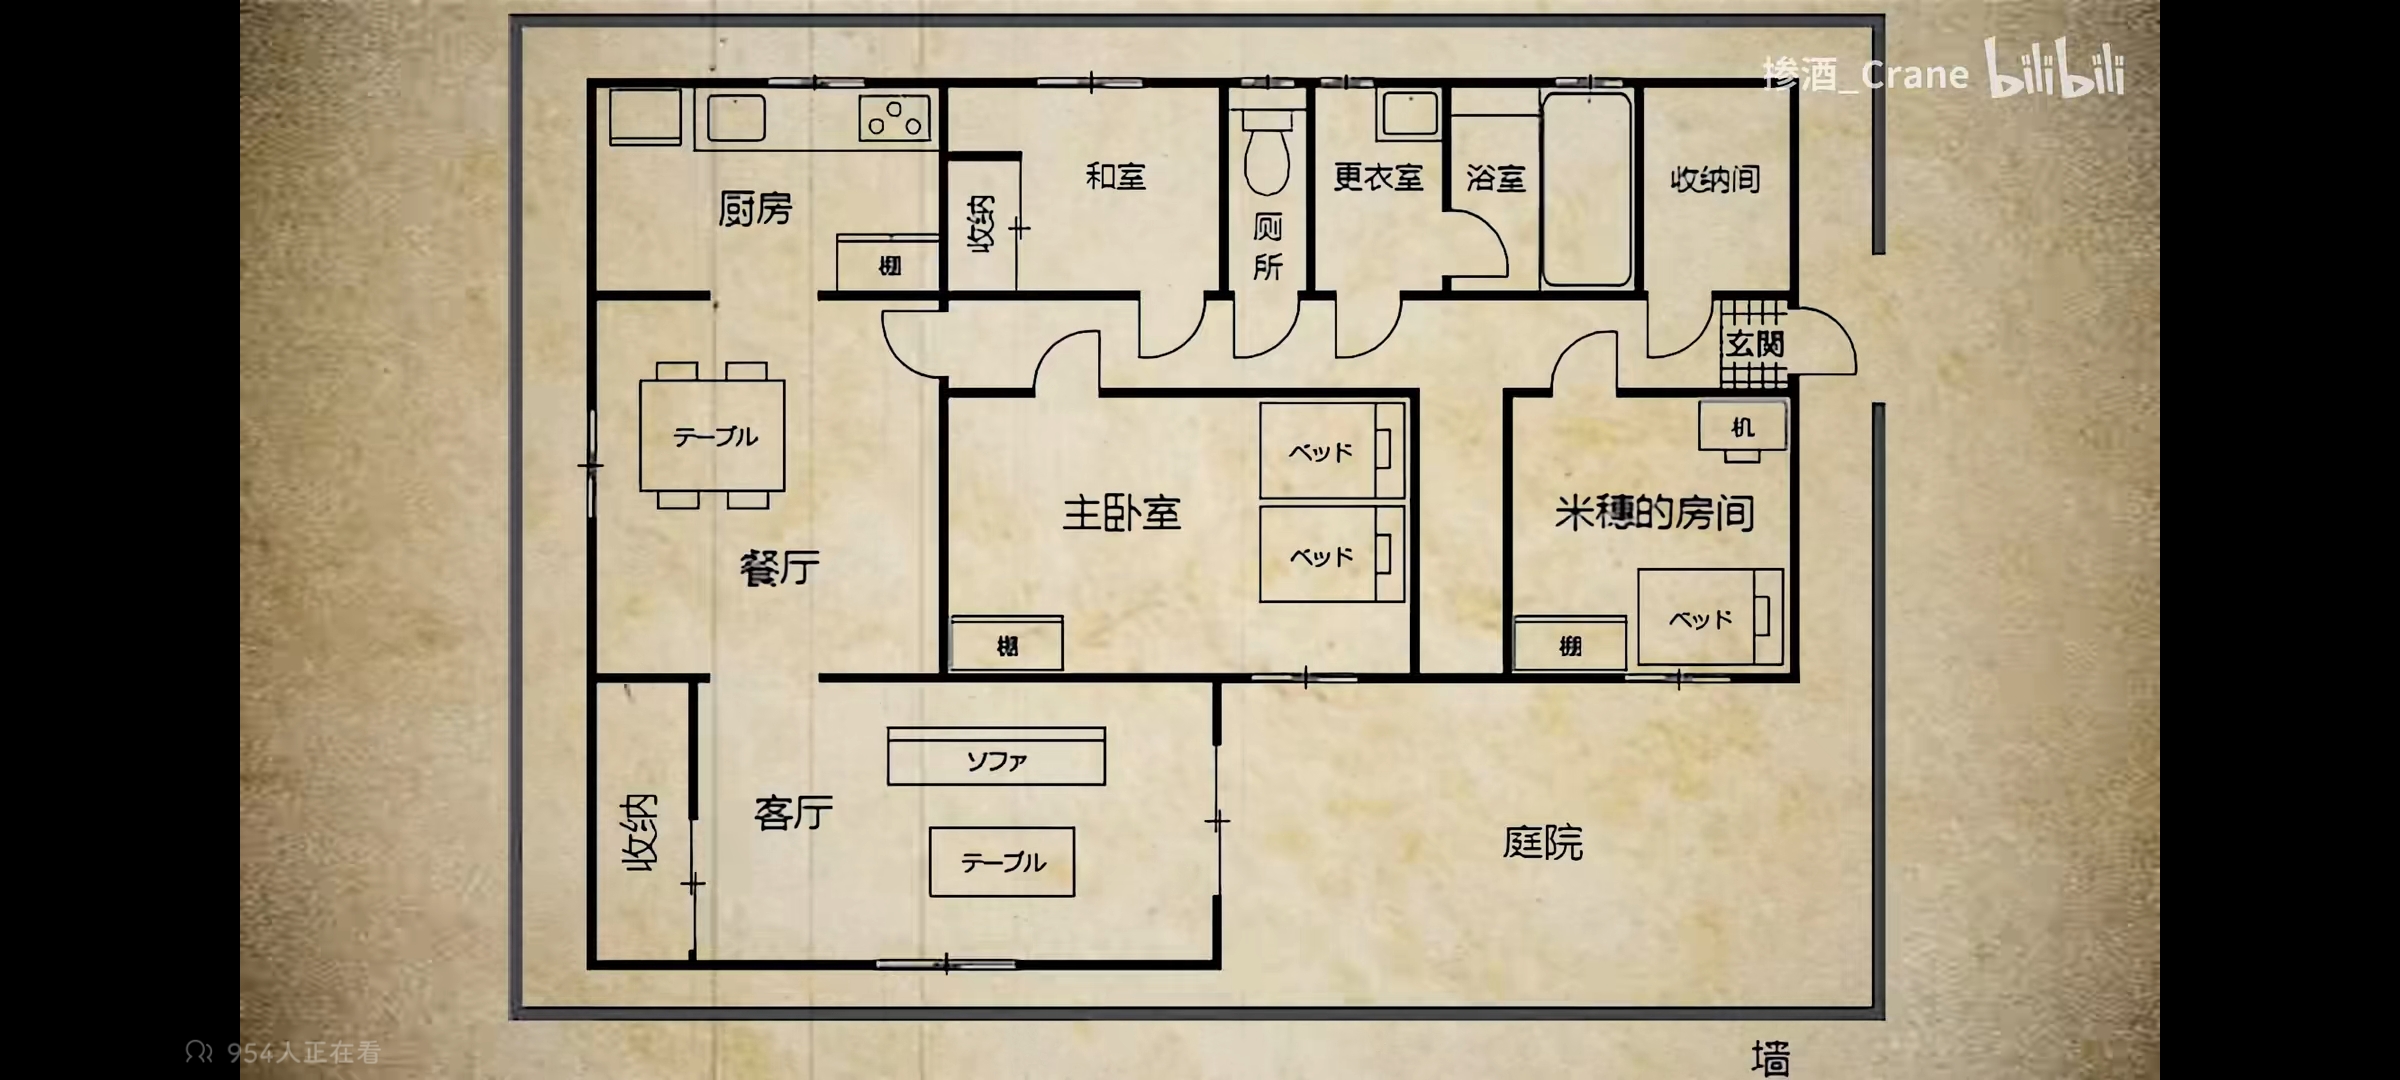 掺酒_Crane bilibili
厨房
棚
収納
和室
厕所
更衣室
浴室
收纳间
玄関
テーブル
餐厅
主卧室
ベッド
ベッド
棚
机
米穗的房间
ベッド
棚
收纳
客厅
ソファ
テーブル
庭院
墙
954人正在看